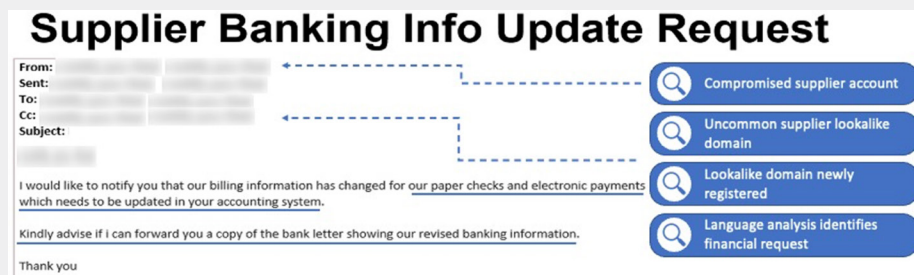 Supplier Banking Info Update Request
From:
Sent:
To:
Cc:
Subject:
I would like to notify you that our billing information has changed for our paper checks and electronic payments
which needs to be updated in your accounting system.
Kindly advise if i can forward you a copy of the bank letter showing our revised banking information.
Thank you
Compromised supplier account
Uncommon supplier lookalike
domain
Lookalike domain newly
registered
Language analysis identifies
financial request